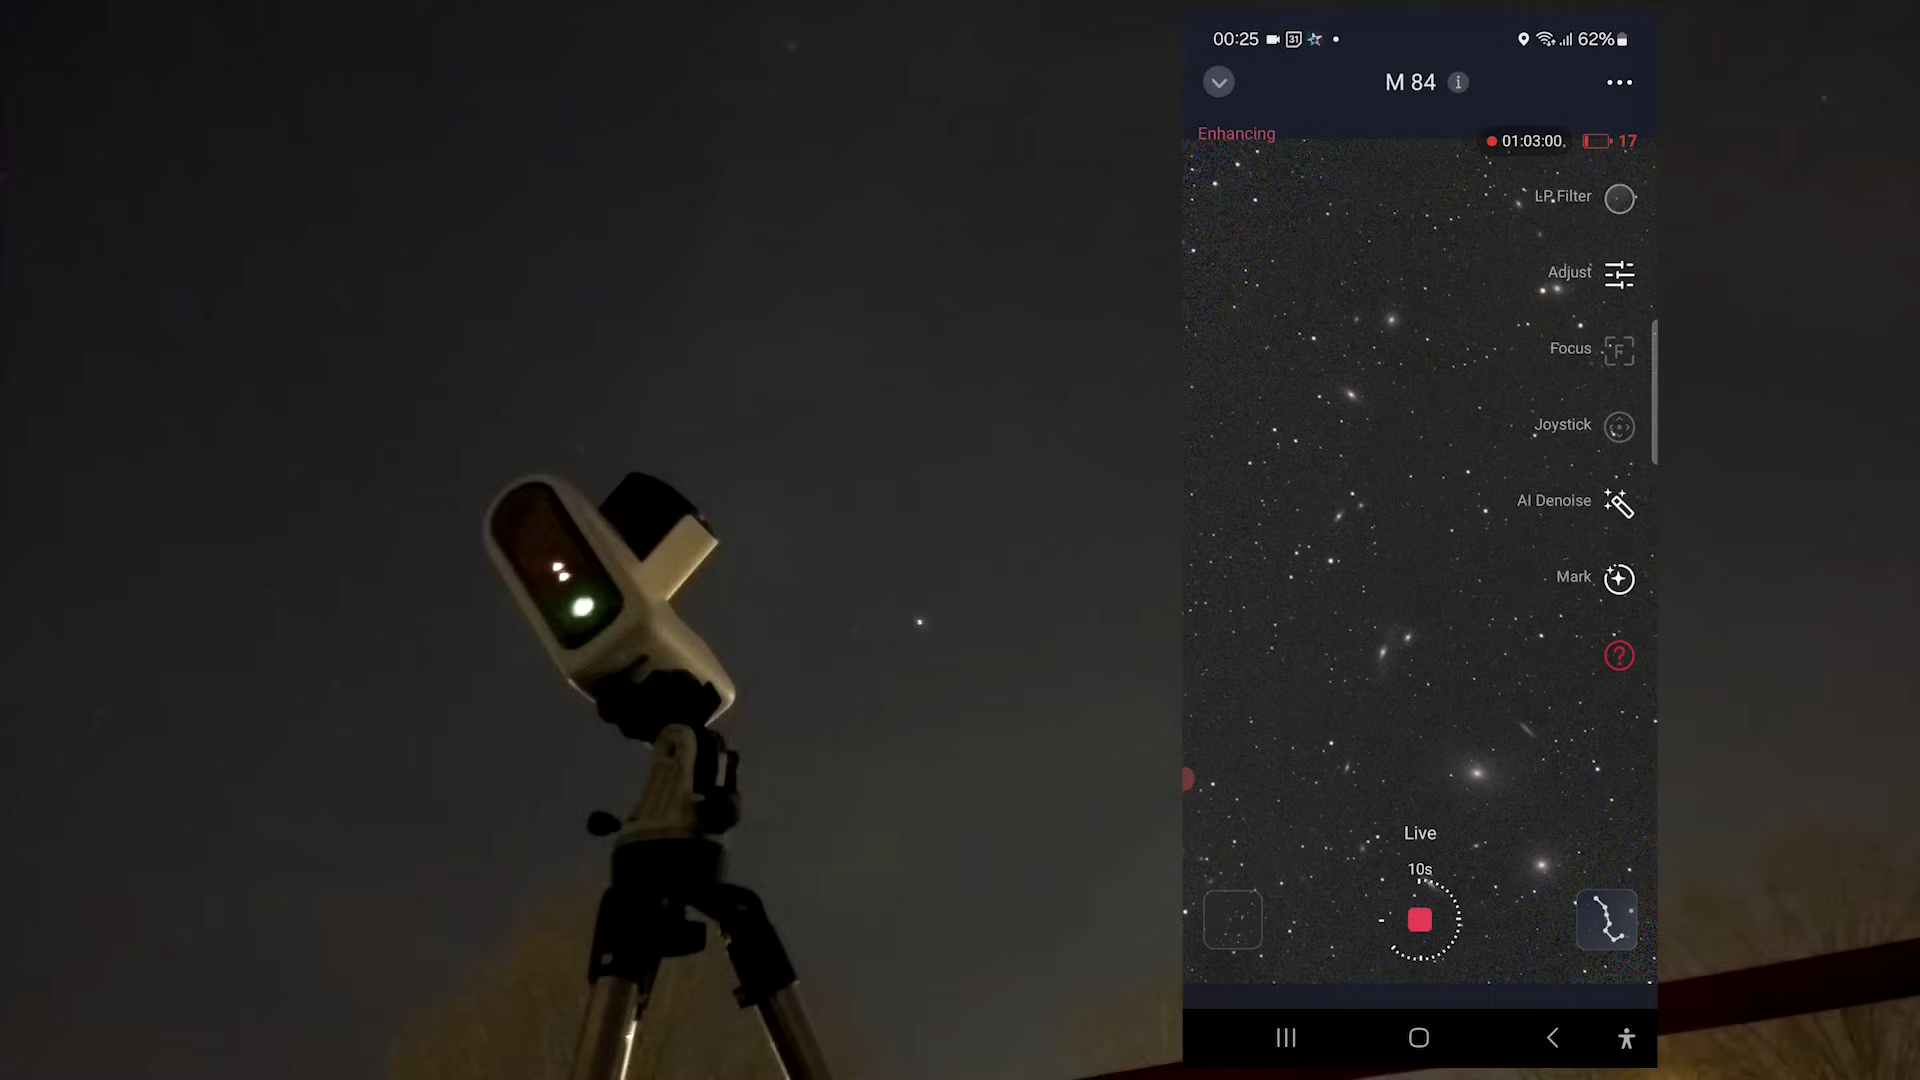 00:25 31 62%
M 84 i
Enhancing 01:03:00 17
LP Filter
Adjust
Focus F
Joystick
AI Denoise
Mark
?
Live
10s